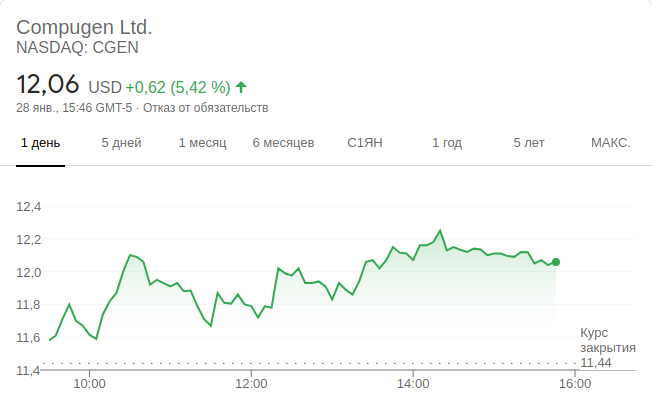 Compugen Ltd.
NASDAQ: CGEN
12,06 USD +0,62 (5,42 %)
28 янв., 15:46 GMT-5 · Отказ от обязательств
1 день 5 дней 1 месяц 6 месяцев С1ЯН 1 год 5 лет МАКС.
12,4
12,2
12,0
11,8
11,6
Курс
закрытия
11,44
11,4
10:00 12:00 14:00 16:00